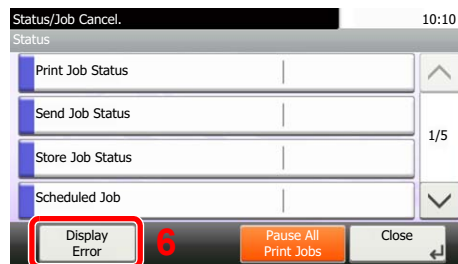 Status/Job Cancel. 10:10
Status
Print Job Status
Send Job Status
1/5
Store Job Status
Scheduled Job
Display
Error
6
Pause All
Print Jobs
Close